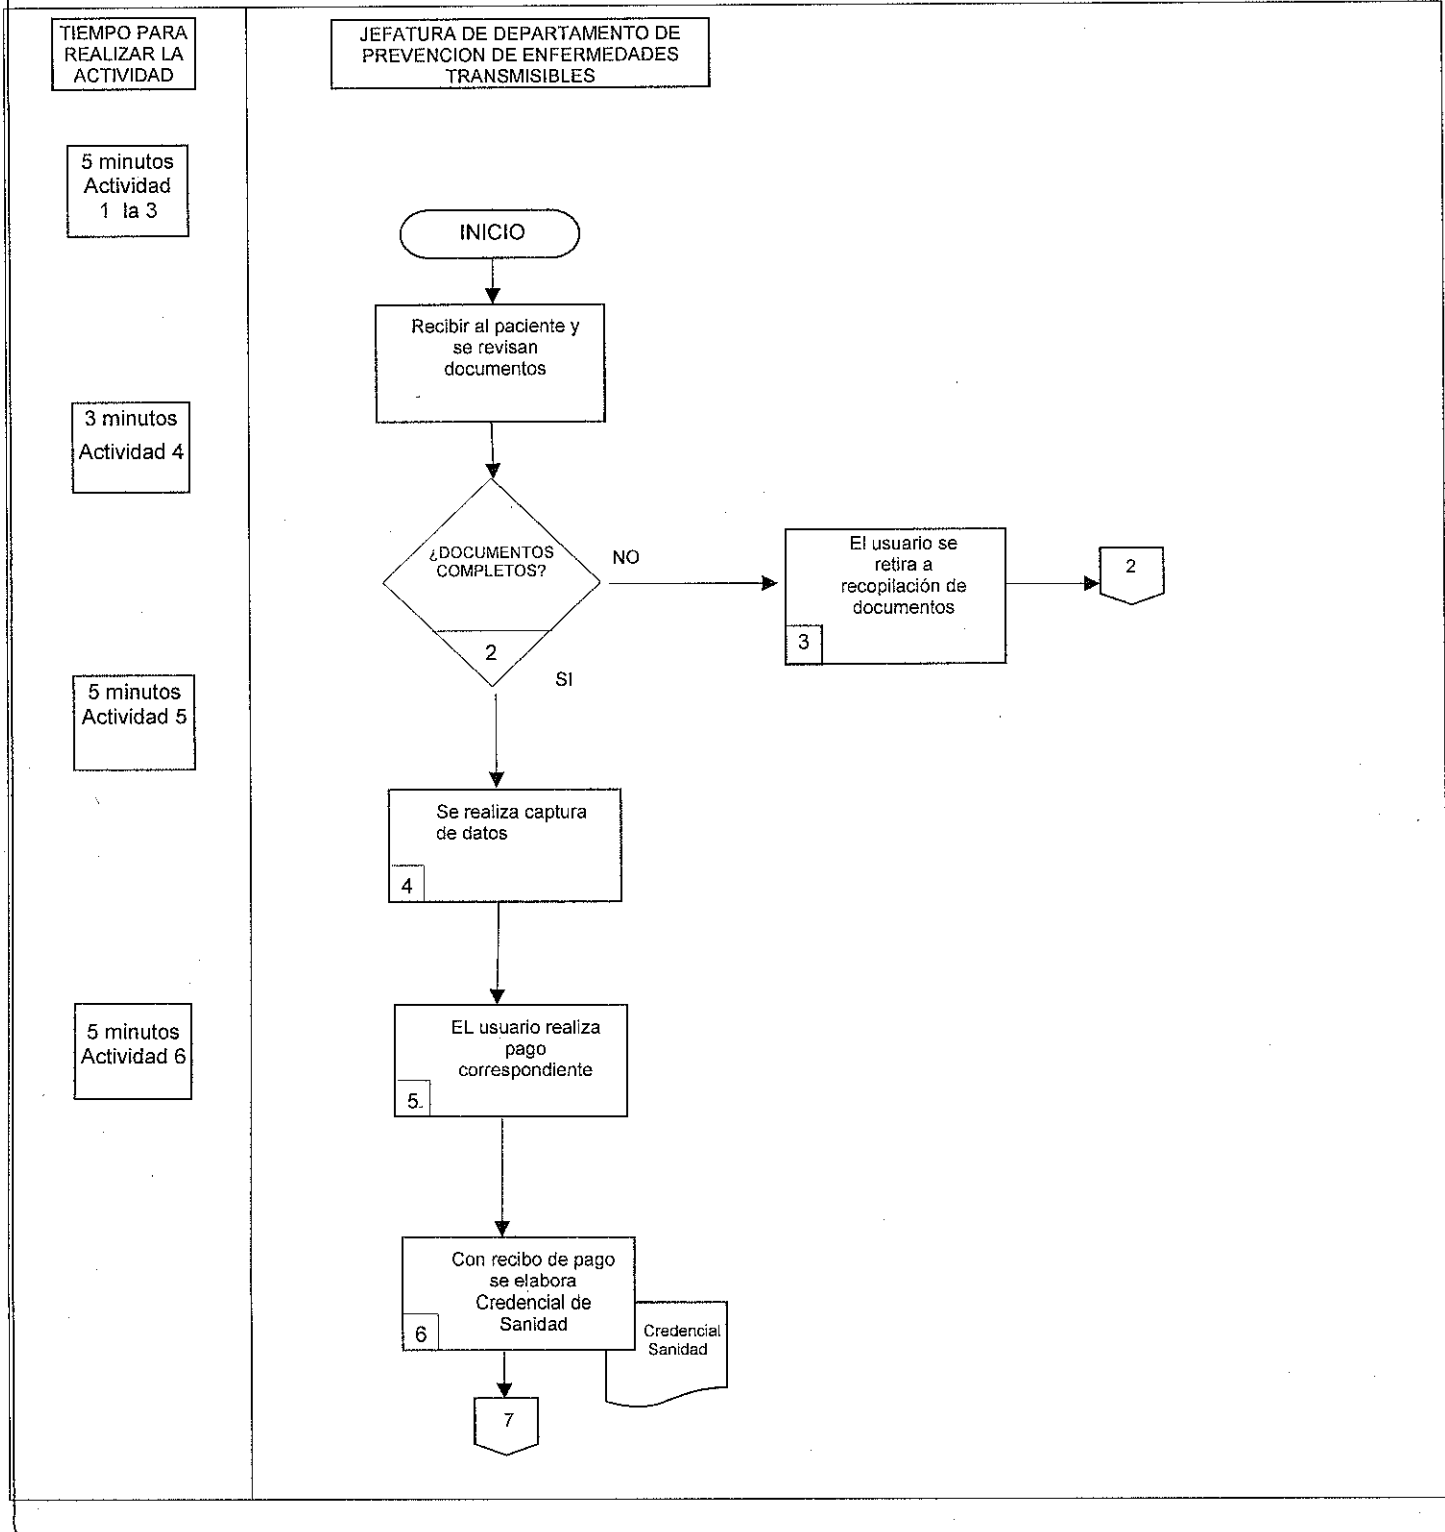 TIEMPO PARA
REALIZAR LA
ACTIVIDAD
JEFATURA DE DEPARTAMENTO DE
PREVENCION DE ENFERMEDADES
TRANSMISIBLES
5 minutos
Actividad
1 la 3
INICIO
Recibir al paciente y
se revisan
documentos
3 minutos
Actividad 4
¿DOCUMENTOS
COMPLETOS?
2
NO
El usuario se
retira a
recopilación de
documentos
3
2
SI
5 minutos
Actividad 5
Se realiza captura
de datos
4
5 minutos
Actividad 6
EL usuario realiza
pago
correspondiente
5
Con recibo de pago
se elabora
Credencial de
Sanidad
6
Credencial
Sanidad
7